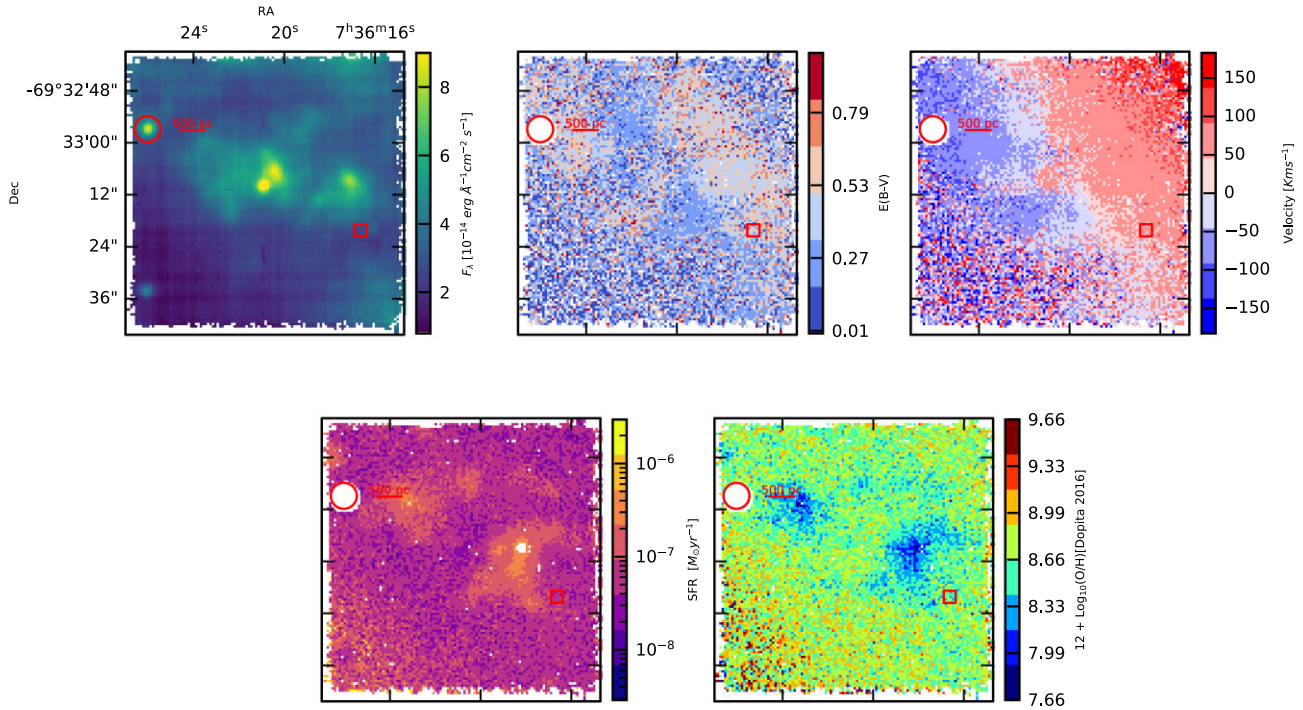 RA
24ˢ 20ˢ 7ʰ36ᵐ16ˢ
-69°32'48"
33'00"
12"
24"
36"
Dec
500 pc
8
6
4
2
F_λ [10⁻¹⁴ erg Å⁻¹cm⁻² s⁻¹]
500 pc
0.79
0.53
0.27
0.01
E(B-V)
500 pc
150
100
50
0
−50
−100
−150
Velocity [Kms⁻¹]
500 pc
10⁻⁶
10⁻⁷
10⁻⁸
SFR [M⊙yr⁻¹]
500 pc
9.66
9.33
8.99
8.66
8.33
7.99
7.66
12 + Log₁₀(O/H)[Dopita 2016]